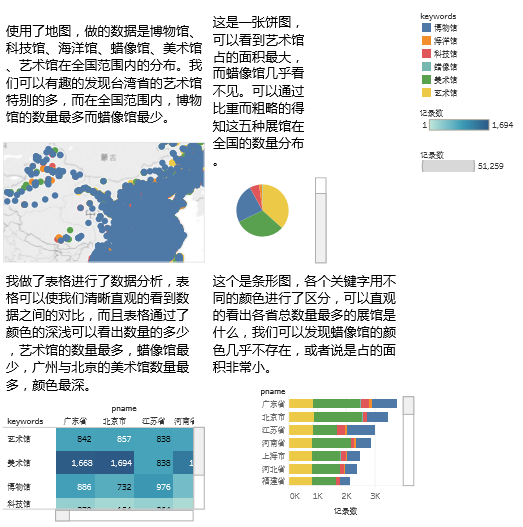 使用了地图，做的数据是博物馆、
科技馆、海洋馆、蜡像馆、美术馆
、艺术馆在全国范围内的分布。我
们可以有趣的发现台湾省的艺术馆
特别的多，而在全国范围内，博物
馆的数量最多而蜡像馆最少。
这是一张饼图，
可以看到艺术馆
占的面积最大，
而蜡像馆几乎看
不见。可以通过
比重而粗略的得
知这五种展馆在
全国的数量分布
。
keywords
博物馆
海洋馆
科技馆
蜡像馆
美术馆
艺术馆
记录数
1 1,694
记录数
51,259
蒙古
我做了表格进行了数据分析，表
格可以使我们清晰直观的看到数
据之间的对比，而且表格通过了
颜色的深浅可以看出数量的多少
，艺术馆的数量最多，蜡像馆最
少，广州与北京的美术馆数量最
多，颜色最深。
这个是条形图，各个关键字用不
同的颜色进行了区分，可以直观
的看出各省总数量最多的展馆是
什么，我们可以发现蜡像馆的颜
色几乎不存在，或者说是占的面
积非常小。
pname
keywords 广东省 北京市 江苏省 河南省
艺术馆 842 857 838
美术馆 1,668 1,694 838 1
博物馆 886 732 976
科技馆
pname
广东省
北京市
江苏省
河南省
上海市
河北省
福建省
0K 1K 2K 3K
记录数